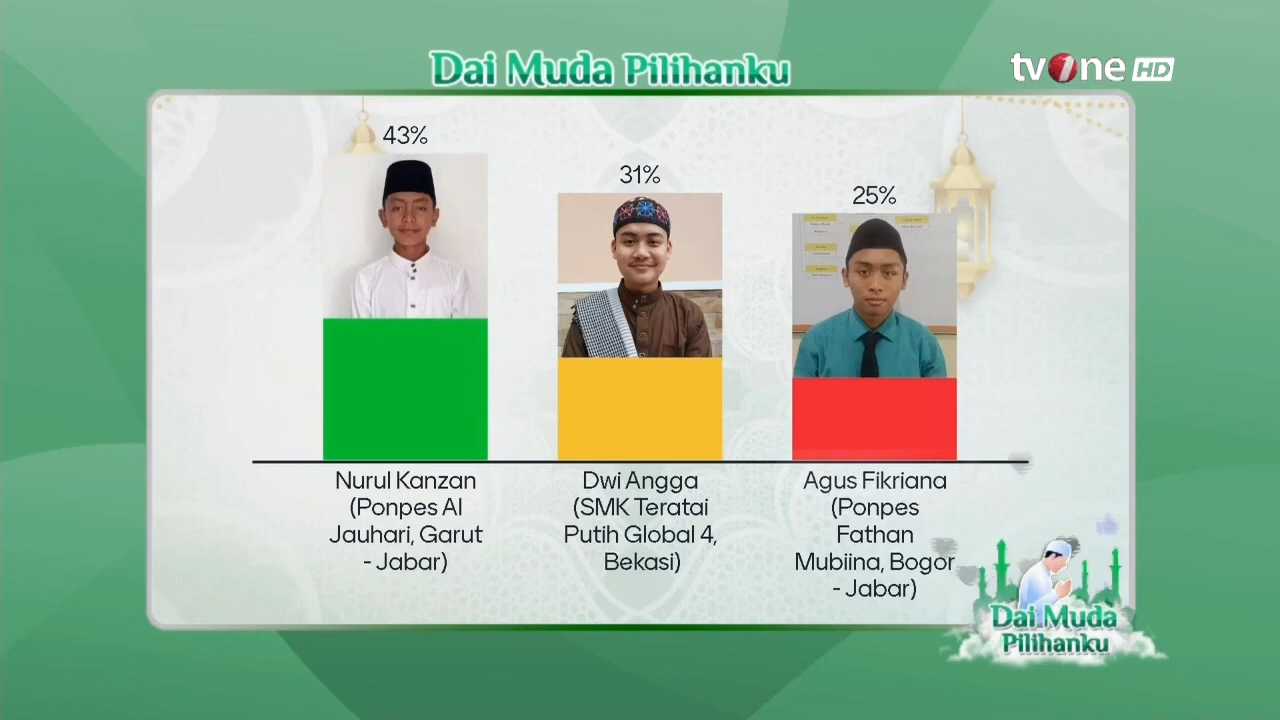 Dai Muda Pilihanku
tvOne HD
43%
31%
25%
Nurul Kanzan
(Ponpes Al
Jauhari, Garut
- Jabar)
Dwi Angga
(SMK Teratai
Putih Global 4,
Bekasi)
Agus Fikriana
(Ponpes
Fathan
Mubiina, Bogor
- Jabar)
Dai Muda
Pilihanku